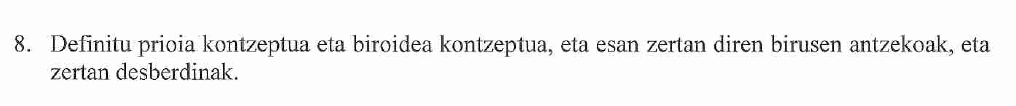 8. Definitu prioia kontzeptua eta biroidea kontzeptua, eta esan zertan diren birusen antzekoak, eta
zertan desberdinak.